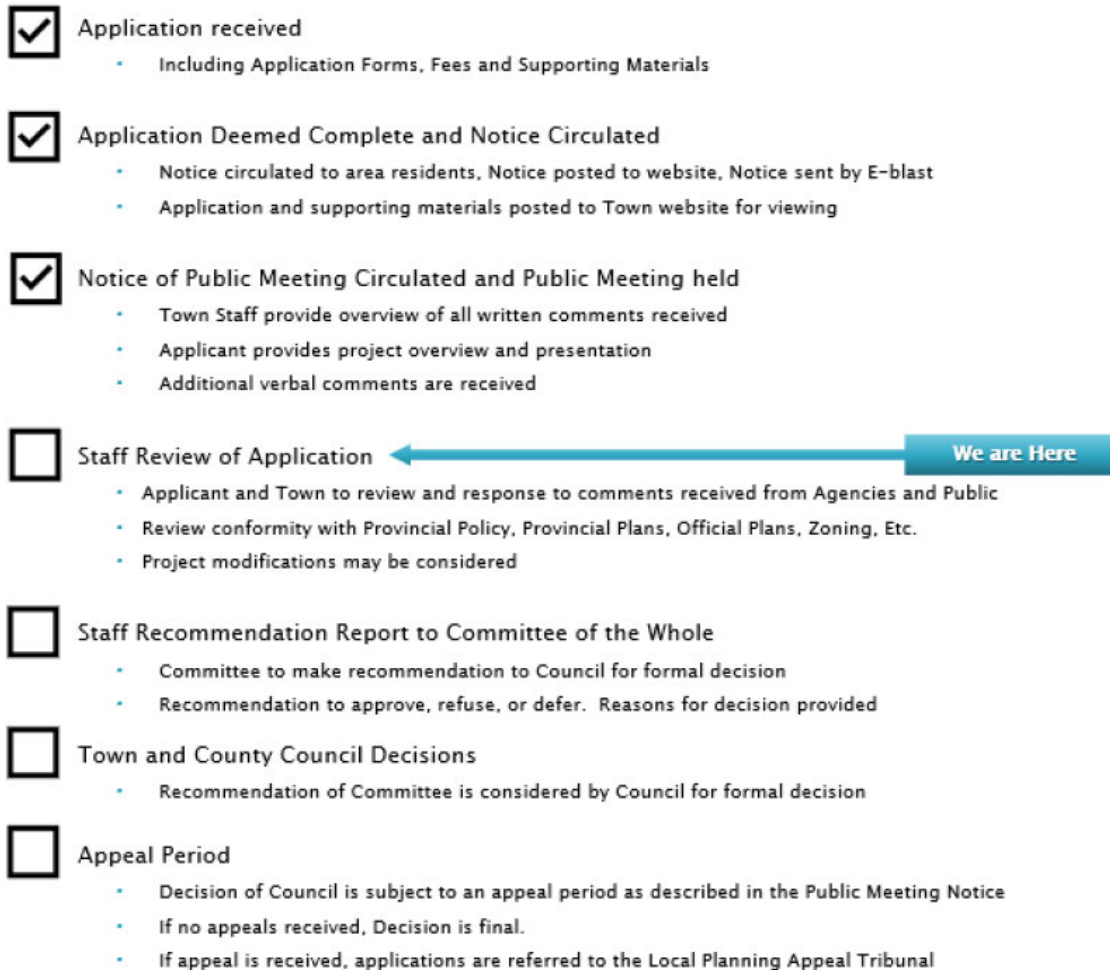 Application received
Including Application Forms, Fees and Supporting Materials
Application Deemed Complete and Notice Circulated
Notice circulated to area residents, Notice posted to website, Notice sent by E-blast
Application and supporting materials posted to Town website for viewing
Notice of Public Meeting Circulated and Public Meeting held
Town Staff provide overview of all written comments received
Applicant provides project overview and presentation
Additional verbal comments are received
Staff Review of Application
We are Here
Applicant and Town to review and response to comments received from Agencies and Public
Review conformity with Provincial Policy, Provincial Plans, Official Plans, Zoning, Etc.
Project modifications may be considered
Staff Recommendation Report to Committee of the Whole
Committee to make recommendation to Council for formal decision
Recommendation to approve, refuse, or defer. Reasons for decision provided
Town and County Council Decisions
Recommendation of Committee is considered by Council for formal decision
Appeal Period
Decision of Council is subject to an appeal period as described in the Public Meeting Notice
If no appeals received, Decision is final.
If appeal is received, applications are referred to the Local Planning Appeal Tribunal